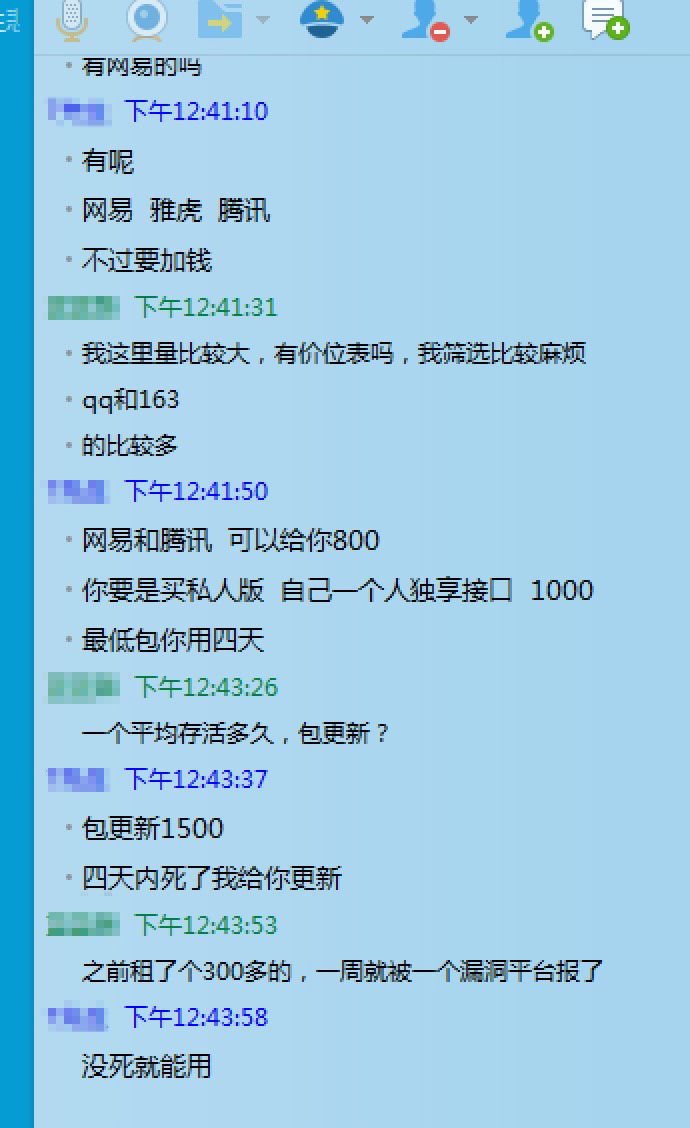 有网易的吗
下午12:41:10
有呢
网易 雅虎 腾讯
不过要加钱
下午12:41:31
我这里量比较大，有价位表吗，我筛选比较麻烦
qq和163
的比较多
下午12:41:50
网易和腾讯 可以给你800
你要是买私人版 自己一个人独享接口 1000
最低包你用四天
下午12:43:26
一个平均存活多久，包更新？
下午12:43:37
包更新1500
四天内死了我给你更新
下午12:43:53
之前租了个300多的，一周就被一个漏洞平台报了
下午12:43:58
没死就能用